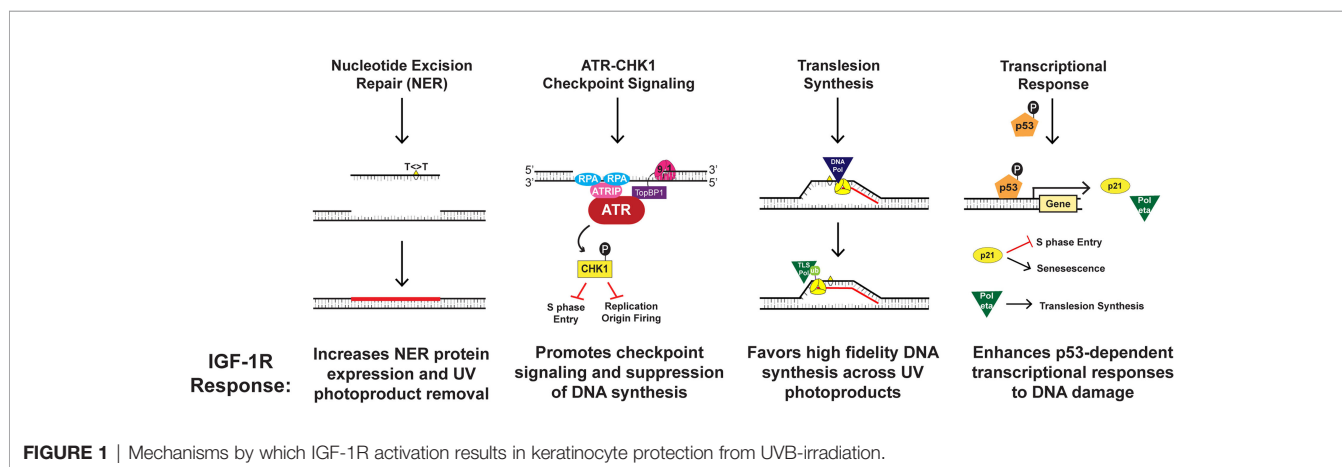 Nucleotide Excision
Repair (NER)
T<>T
Increases NER protein
expression and UV
photoproduct removal
ATR-CHK1
Checkpoint Signaling
5'
3'
3'
5'
RPA
RPA
9-1-1
ATRIP
TopBP1
ATR
P
CHK1
S phase
Entry
Replication
Origin Firing
Promotes checkpoint
signaling and suppression
of DNA synthesis
Translesion
Synthesis
DNA
Pol
TLS
Pol
ub
Favors high fidelity DNA
synthesis across UV
photoproducts
Transcriptional
Response
P
p53
P
p53
Gene
p21
Pol
eta
p21
S phase Entry
Senesescence
Pol
eta
Translesion Synthesis
Enhances p53-dependent
transcriptional responses
to DNA damage
IGF-1R
Response:
FIGURE 1 | Mechanisms by which IGF-1R activation results in keratinocyte protection from UVB-irradiation.